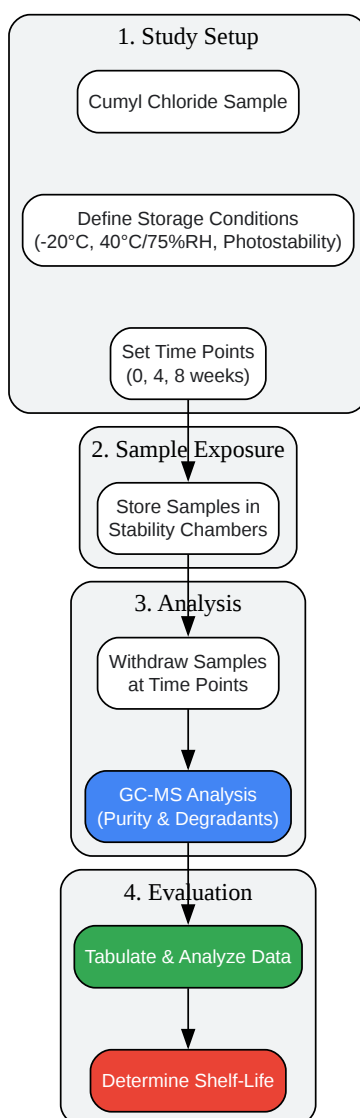 1. Study Setup
Cumyl Chloride Sample
Define Storage Conditions
(-20°C, 40°C/75%RH, Photostability)
Set Time Points
(0, 4, 8 weeks)
2. Sample Exposure
Store Samples in
Stability Chambers
3. Analysis
Withdraw Samples
at Time Points
GC-MS Analysis
(Purity & Degradants)
4. Evaluation
Tabulate & Analyze Data
Determine Shelf-Life